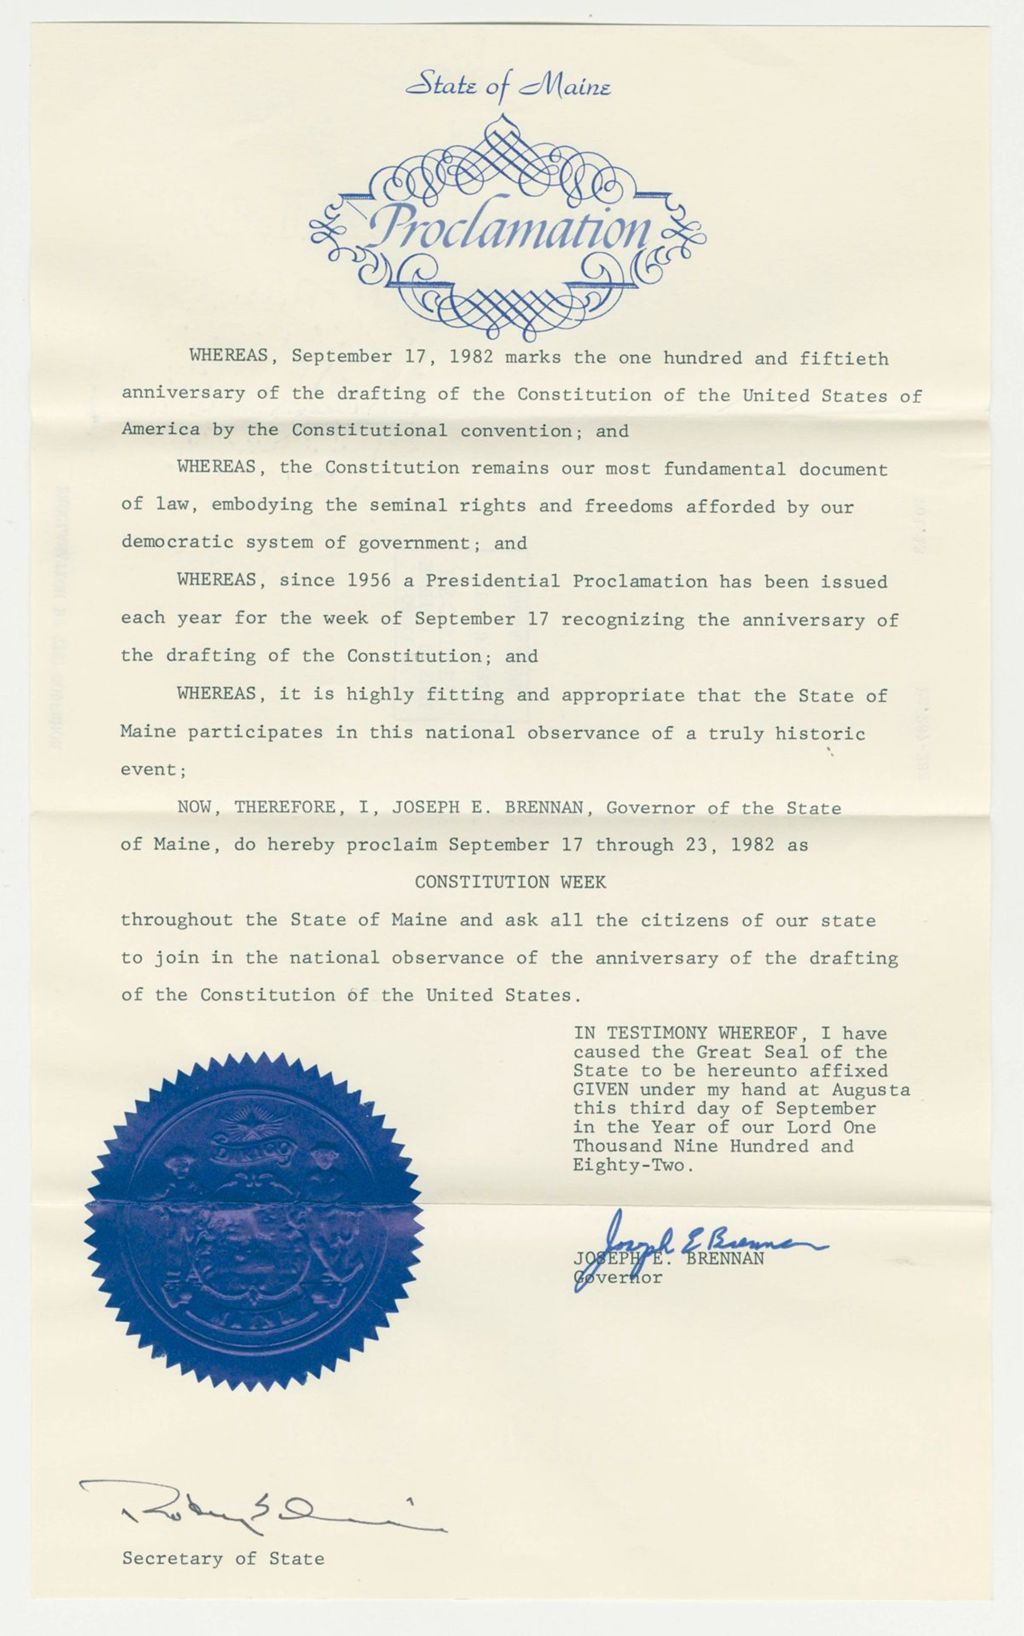 State of Maine
Proclamation
WHEREAS, September 17, 1982 marks the one hundred and fiftieth
anniversary of the drafting of the Constitution of the United States of
America by the Constitutional convention; and
WHEREAS, the Constitution remains our most fundamental document
of law, embodying the seminal rights and freedoms afforded by our
democratic system of government; and
WHEREAS, since 1956 a Presidential Proclamation has been issued
each year for the week of September 17 recognizing the anniversary of
the drafting of the Constitution; and
WHEREAS, it is highly fitting and appropriate that the State of
Maine participates in this national observance of a truly historic
event;
NOW, THEREFORE, I, JOSEPH E. BRENNAN, Governor of the State
of Maine, do hereby proclaim September 17 through 23, 1982 as
CONSTITUTION WEEK
throughout the State of Maine and ask all the citizens of our state
to join in the national observance of the anniversary of the drafting
of the Constitution of the United States.
IN TESTIMONY WHEREOF, I have
caused the Great Seal of the
State to be hereunto affixed
GIVEN under my hand at Augusta
this third day of September
in the Year of our Lord One
Thousand Nine Hundred and
Eighty-Two.
DIRIGO
MAINE
Joseph E Brennan
JOSEPH E. BRENNAN
Governor
Secretary of State